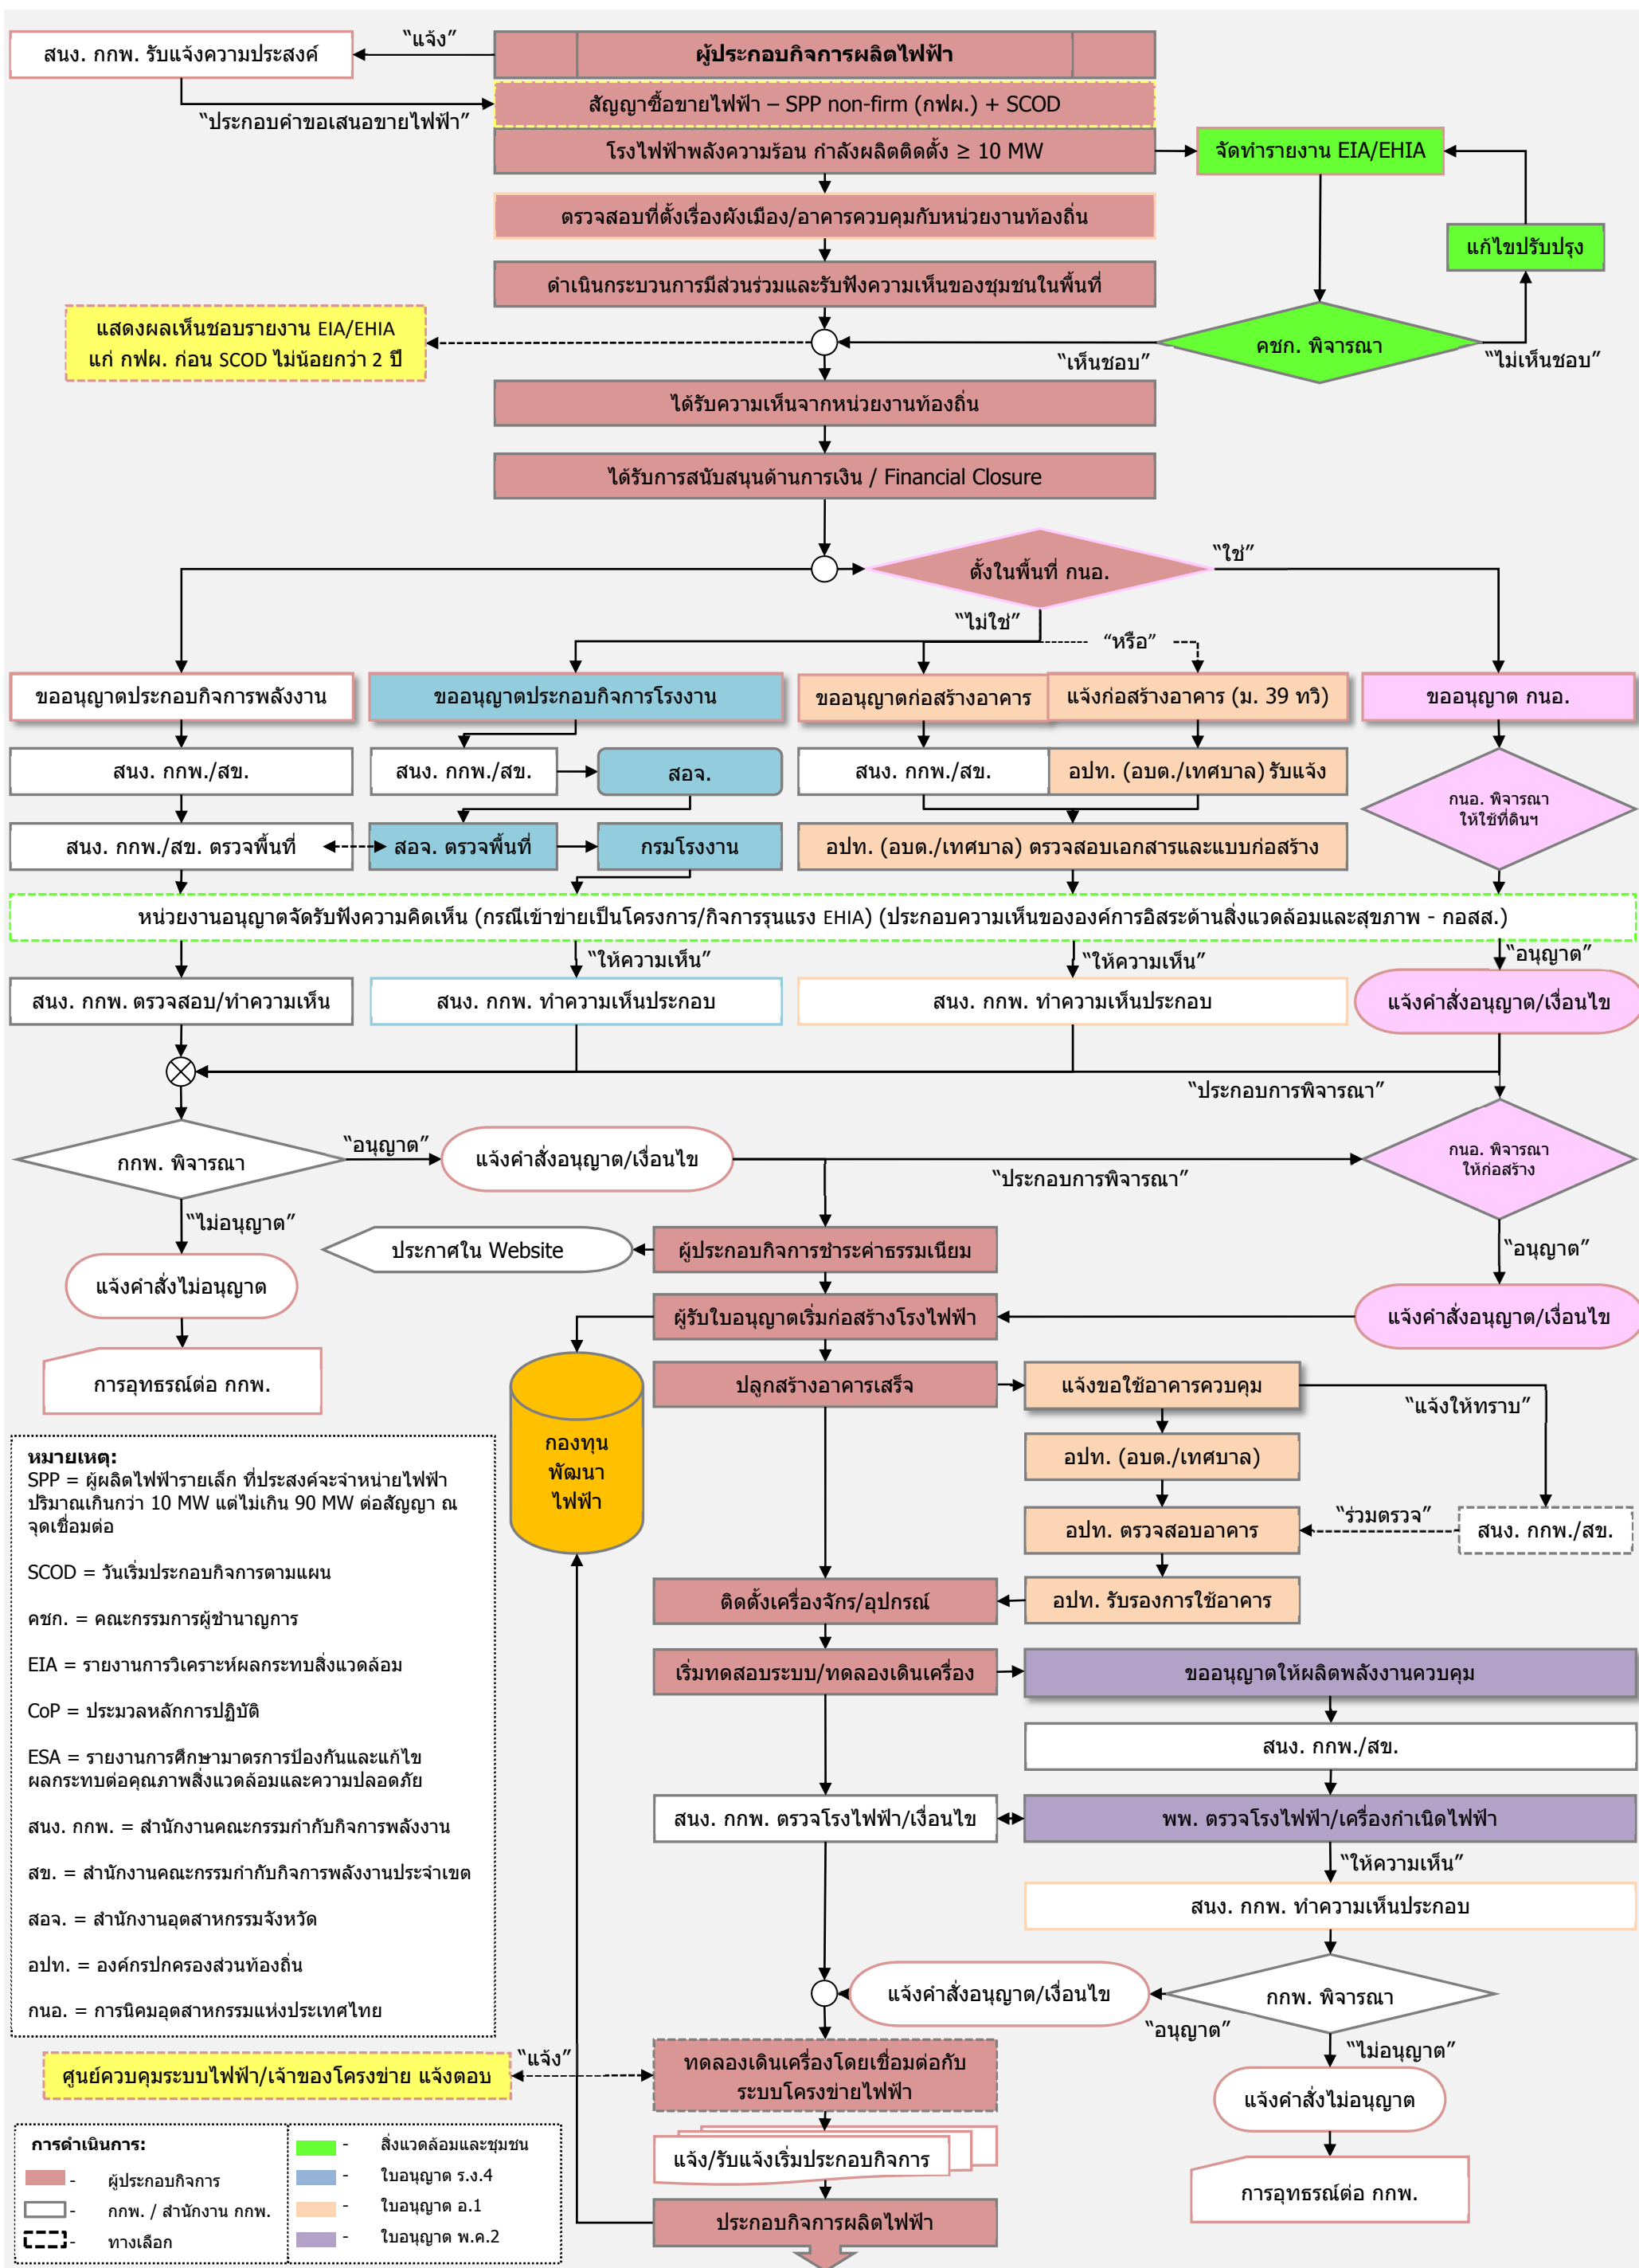 สนง. กกพ. รับแจ้งความประสงค์
“แจ้ง”
ผู้ประกอบกิจการผลิตไฟฟ้า
“ประกอบคำขอเสนอขายไฟฟ้า”
สัญญาซื้อขายไฟฟ้า – SPP non-firm (กฟผ.) + SCOD
โรงไฟฟ้าพลังความร้อน กำลังผลิตติดตั้ง ≥ 10 MW
จัดทำรายงาน EIA/EHIA
ตรวจสอบที่ตั้งเรื่องผังเมือง/อาคารควบคุมกับหน่วยงานท้องถิ่น
แก้ไขปรับปรุง
ดำเนินกระบวนการมีส่วนร่วมและรับฟังความเห็นของชุมชนในพื้นที่
แสดงผลเห็นชอบรายงาน EIA/EHIA
แก่ กฟผ. ก่อน SCOD ไม่น้อยกว่า 2 ปี
คชก. พิจารณา
“เห็นชอบ”
“ไม่เห็นชอบ”
ได้รับความเห็นจากหน่วยงานท้องถิ่น
ได้รับการสนับสนุนด้านการเงิน / Financial Closure
ตั้งในพื้นที่ กนอ.
“ใช่”
“ไม่ใช่”
“หรือ”
ขออนุญาตประกอบกิจการพลังงาน
ขออนุญาตประกอบกิจการโรงงาน
ขออนุญาตก่อสร้างอาคาร
แจ้งก่อสร้างอาคาร (ม. 39 ทวิ)
ขออนุญาต กนอ.
สนง. กกพ./สข.
สนง. กกพ./สข.
สอจ.
สนง. กกพ./สข.
อปท. (อบต./เทศบาล) รับแจ้ง
กนอ. พิจารณา
ให้ใช้ที่ดินฯ
สนง. กกพ./สข. ตรวจพื้นที่
สอจ. ตรวจพื้นที่
กรมโรงงาน
อปท. (อบต./เทศบาล) ตรวจสอบเอกสารและแบบก่อสร้าง
หน่วยงานอนุญาตจัดรับฟังความคิดเห็น (กรณีเข้าข่ายเป็นโครงการ/กิจการรุนแรง EHIA) (ประกอบความเห็นขององค์การอิสระด้านสิ่งแวดล้อมและสุขภาพ - กอสส.)
“ให้ความเห็น”
“ให้ความเห็น”
“อนุญาต”
สนง. กกพ. ตรวจสอบ/ทำความเห็น
สนง. กกพ. ทำความเห็นประกอบ
สนง. กกพ. ทำความเห็นประกอบ
แจ้งคำสั่งอนุญาต/เงื่อนไข
“ประกอบการพิจารณา”
กกพ. พิจารณา
“อนุญาต”
แจ้งคำสั่งอนุญาต/เงื่อนไข
“ประกอบการพิจารณา”
กนอ. พิจารณา
ให้ก่อสร้าง
“ไม่อนุญาต”
ประกาศใน Website
ผู้ประกอบกิจการชำระค่าธรรมเนียม
“อนุญาต”
แจ้งคำสั่งไม่อนุญาต
ผู้รับใบอนุญาตเริ่มก่อสร้างโรงไฟฟ้า
แจ้งคำสั่งอนุญาต/เงื่อนไข
การอุทธรณ์ต่อ กกพ.
ปลูกสร้างอาคารเสร็จ
แจ้งขอใช้อาคารควบคุม
“แจ้งให้ทราบ”
กองทุน
พัฒนา
ไฟฟ้า
อปท. (อบต./เทศบาล)
อปท. ตรวจสอบอาคาร
“ร่วมตรวจ”
สนง. กกพ./สข.
ติดตั้งเครื่องจักร/อุปกรณ์
อปท. รับรองการใช้อาคาร
เริ่มทดสอบระบบ/ทดลองเดินเครื่อง
ขออนุญาตให้ผลิตพลังงานควบคุม
สนง. กกพ./สข.
สนง. กกพ. ตรวจโรงไฟฟ้า/เงื่อนไข
พพ. ตรวจโรงไฟฟ้า/เครื่องกำเนิดไฟฟ้า
“ให้ความเห็น”
สนง. กกพ. ทำความเห็นประกอบ
แจ้งคำสั่งอนุญาต/เงื่อนไข
กกพ. พิจารณา
“อนุญาต”
“ไม่อนุญาต”
หมายเหตุ:
SPP = ผู้ผลิตไฟฟ้ารายเล็ก ที่ประสงค์จะจำหน่ายไฟฟ้า
ปริมาณเกินกว่า 10 MW แต่ไม่เกิน 90 MW ต่อสัญญา ณ
จุดเชื่อมต่อ
SCOD = วันเริ่มประกอบกิจการตามแผน
คชก. = คณะกรรมการผู้ชำนาญการ
EIA = รายงานการวิเคราะห์ผลกระทบสิ่งแวดล้อม
CoP = ประมวลหลักการปฏิบัติ
ESA = รายงานการศึกษามาตรการป้องกันและแก้ไข
ผลกระทบต่อคุณภาพสิ่งแวดล้อมและความปลอดภัย
สนง. กกพ. = สำนักงานคณะกรรมกำกับกิจการพลังงาน
สข. = สำนักงานคณะกรรมกำกับกิจการพลังงานประจำเขต
สอจ. = สำนักงานอุตสาหกรรมจังหวัด
อปท. = องค์กรปกครองส่วนท้องถิ่น
กนอ. = การนิคมอุตสาหกรรมแห่งประเทศไทย
ศูนย์ควบคุมระบบไฟฟ้า/เจ้าของโครงข่าย แจ้งตอบ
“แจ้ง”
ทดลองเดินเครื่องโดยเชื่อมต่อกับ
ระบบโครงข่ายไฟฟ้า
แจ้งคำสั่งไม่อนุญาต
แจ้ง/รับแจ้งเริ่มประกอบกิจการ
การอุทธรณ์ต่อ กกพ.
ประกอบกิจการผลิตไฟฟ้า
การดำเนินการ:
- ผู้ประกอบกิจการ
- กกพ. / สำนักงาน กกพ.
- ทางเลือก
- สิ่งแวดล้อมและชุมชน
- ใบอนุญาต ร.ง.4
- ใบอนุญาต อ.1
- ใบอนุญาต พ.ค.2